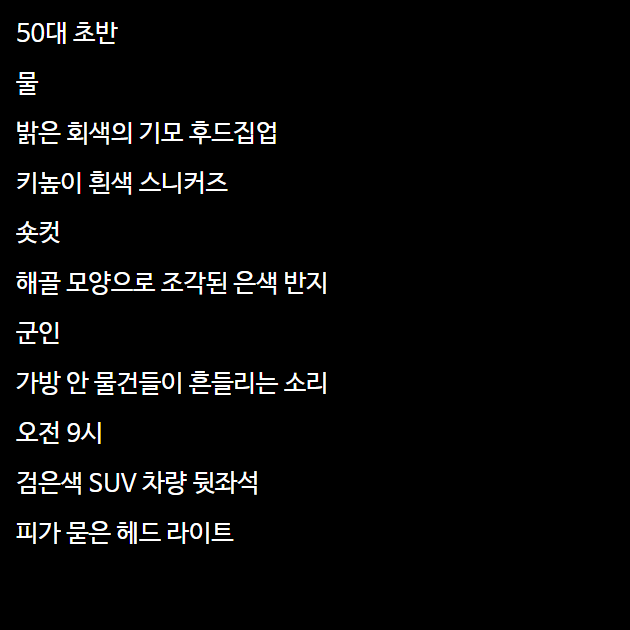 50대 초반
물
밝은 회색의 기모 후드집업
키높이 흰색 스니커즈
숏컷
해골 모양으로 조각된 은색 반지
군인
가방 안 물건들이 흔들리는 소리
오전 9시
검은색 SUV 차량 뒷좌석
피가 묻은 헤드 라이트